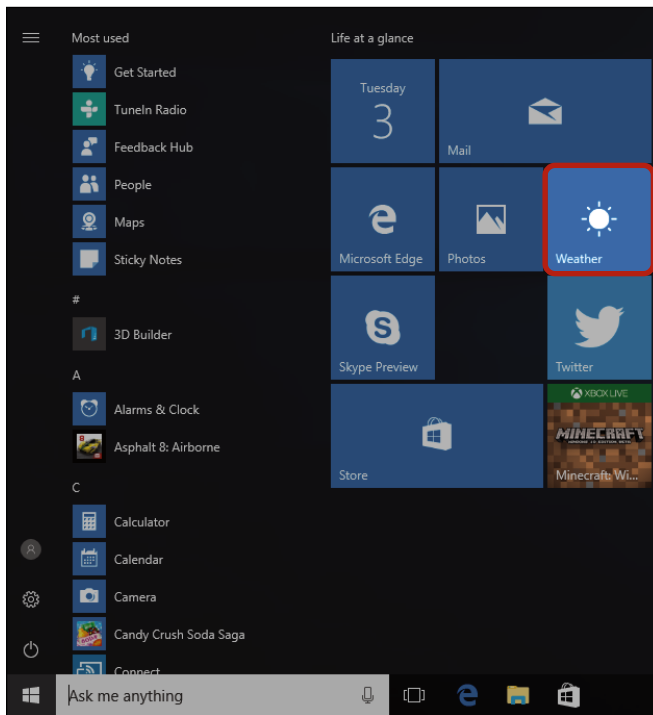 Most used
Get Started
TuneIn Radio
Feedback Hub
People
Maps
Sticky Notes
#
3D Builder
A
Alarms & Clock
Asphalt 8: Airborne
C
Calculator
Calendar
Camera
Candy Crush Soda Saga
Connect
Life at a glance
Tuesday
3
Mail
Microsoft Edge
Photos
Weather
Skype Preview
Twitter
Store
XBOX LIVE
MINECRAFT
Minecraft: Wi...
Ask me anything